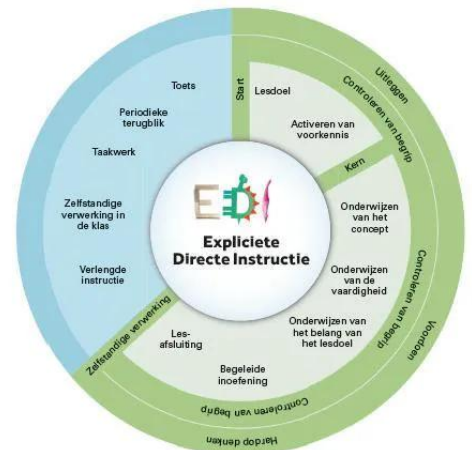 Uitleggen
Controleren van begrip
Start
Lesdoel
Activeren van
voorkennis
Kern
Onderwijzen
van het
concept
Onderwijzen
van de
vaardigheid
Onderwijzen van
het belang van
het lesdoel
Controleren van begrip
Voordoen
Begeleide
inoefening
Les-
afsluiting
Controleren van begrip
Hardop denken
Zelfstandige verwerking
Verlengde
instructie
Zelfstandige
verwerking in
de klas
Taakwerk
Periodieke
terugblik
Toets
EDI
Expliciete
Directe Instructie